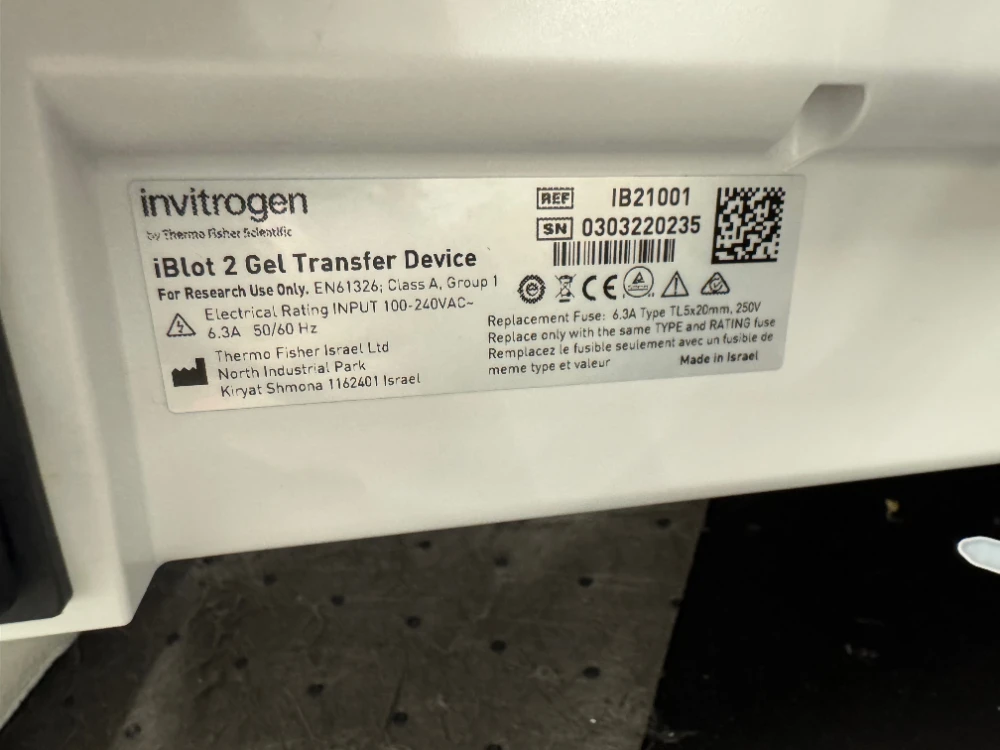 invitrogen
by Thermo Fisher Scientific
iBlot 2 Gel Transfer Device
For Research Use Only. EN61326; Class A, Group 1
Electrical Rating INPUT 100-240VAC~
6.3A 50/60 Hz
Thermo Fisher Israel Ltd
North Industrial Park
Kiryat Shmona 1162401 Israel
REF IB21001
SN 0303220235
CE
Replacement Fuse: 6.3A Type TL5x20mm, 250V
Replace only with the same TYPE and RATING fuse
Remplacez le fusible seulement avec un fusible de
meme type et valeur
Made in Israel